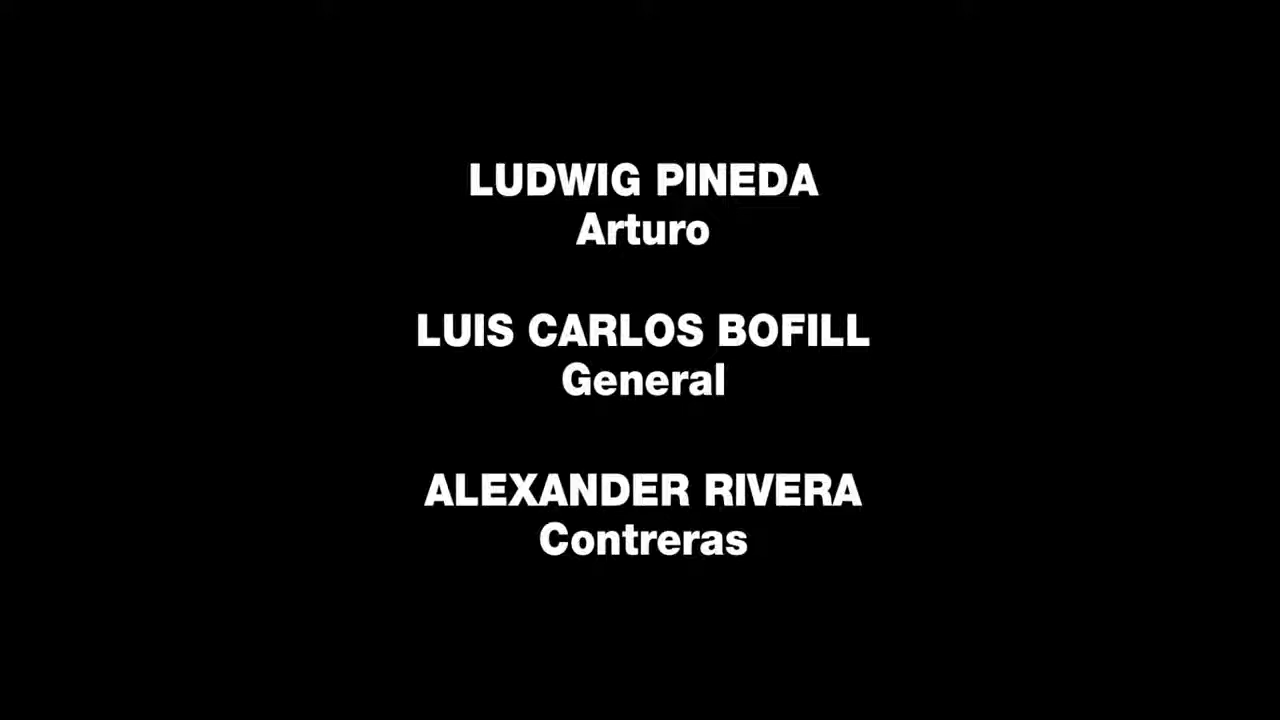 LUDWIG PINEDA
Arturo
LUIS CARLOS BOFILL
General
ALEXANDER RIVERA
Contreras